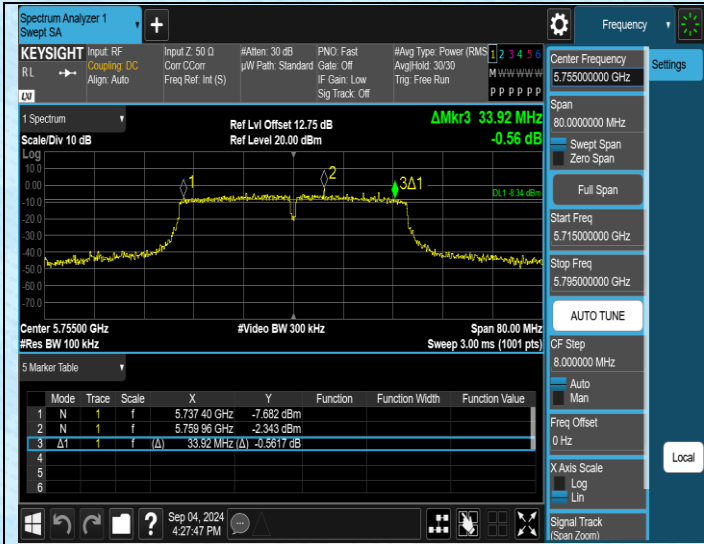 Spectrum Analyzer 1
Swept SA
+
Frequency
KEYSIGHT
RL
LXI
Input: RF
Coupling: DC
Align: Auto
Input Z: 50 Ω
Corr CCorr
Freq Ref: Int (S)
#Atten: 30 dB
µW Path: Standard
PNO: Fast
Gate: Off
IF Gain: Low
Sig Track: Off
#Avg Type: Power (RMS
Avg|Hold: 30/30
Trig: Free Run
1 2 3 4 5 6
M W W W W W
P P P P P P
1 Spectrum
Scale/Div 10 dB
Ref Lvl Offset 12.75 dB
Ref Level 20.00 dBm
ΔMkr3 33.92 MHz
-0.56 dB
Log
10.0
0.00
-10.0
-20.0
-30.0
-40.0
-50.0
-60.0
-70.0
1
2
3Δ1
DL1 -8.34 dBm
Center 5.75500 GHz
#Video BW 300 kHz
Span 80.00 MHz
#Res BW 100 kHz
Sweep 3.00 ms (1001 pts)
5 Marker Table
Mode Trace Scale X Y Function Function Width Function Value
1 N 1 f 5.737 40 GHz -7.682 dBm
2 N 1 f 5.759 96 GHz -2.343 dBm
3 Δ1 1 f (Δ) 33.92 MHz (Δ) -0.5617 dB
4
5
6
?
Sep 04, 2024
4:27:47 PM
Center Frequency
5.755000000 GHz
Span
80.0000000 MHz
Swept Span
Zero Span
Full Span
Start Freq
5.715000000 GHz
Stop Freq
5.795000000 GHz
AUTO TUNE
CF Step
8.000000 MHz
Auto
Man
Freq Offset
0 Hz
X Axis Scale
Log
Lin
Signal Track
(Span Zoom)
Settings
Local